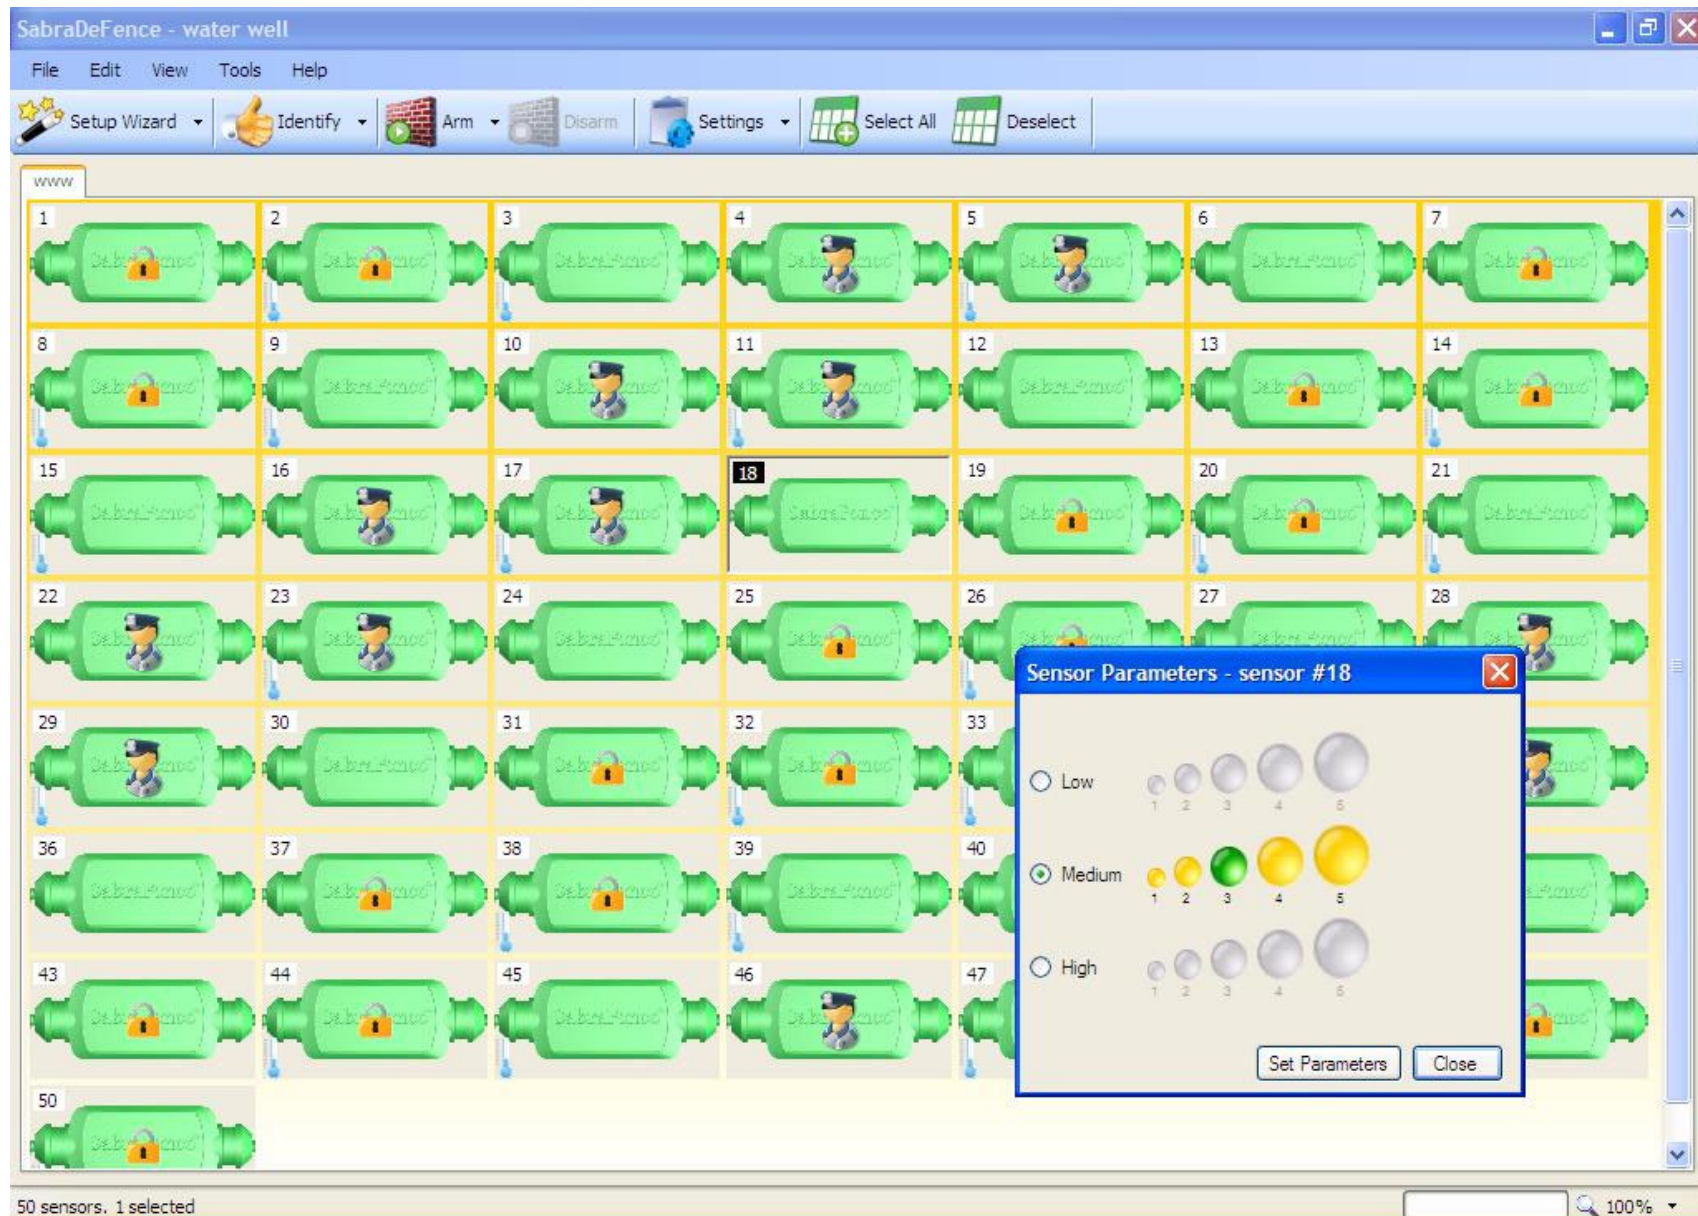 SabraDeFence - water well
File Edit View Tools Help
Setup Wizard Identify Arm Disarm Settings Select All Deselect
www
1 2 3 4 5 6 7
8 9 10 11 12 13 14
15 16 17 18 19 20 21
22 23 24 25 26 27 28
29 30 31 32 33
36 37 38 39 40
43 44 45 46 47
50
Sensor Parameters - sensor #18
Low
1 2 3 4 5
Medium
1 2 3 4 5
High
1 2 3 4 5
Set Parameters Close
50 sensors. 1 selected
100%